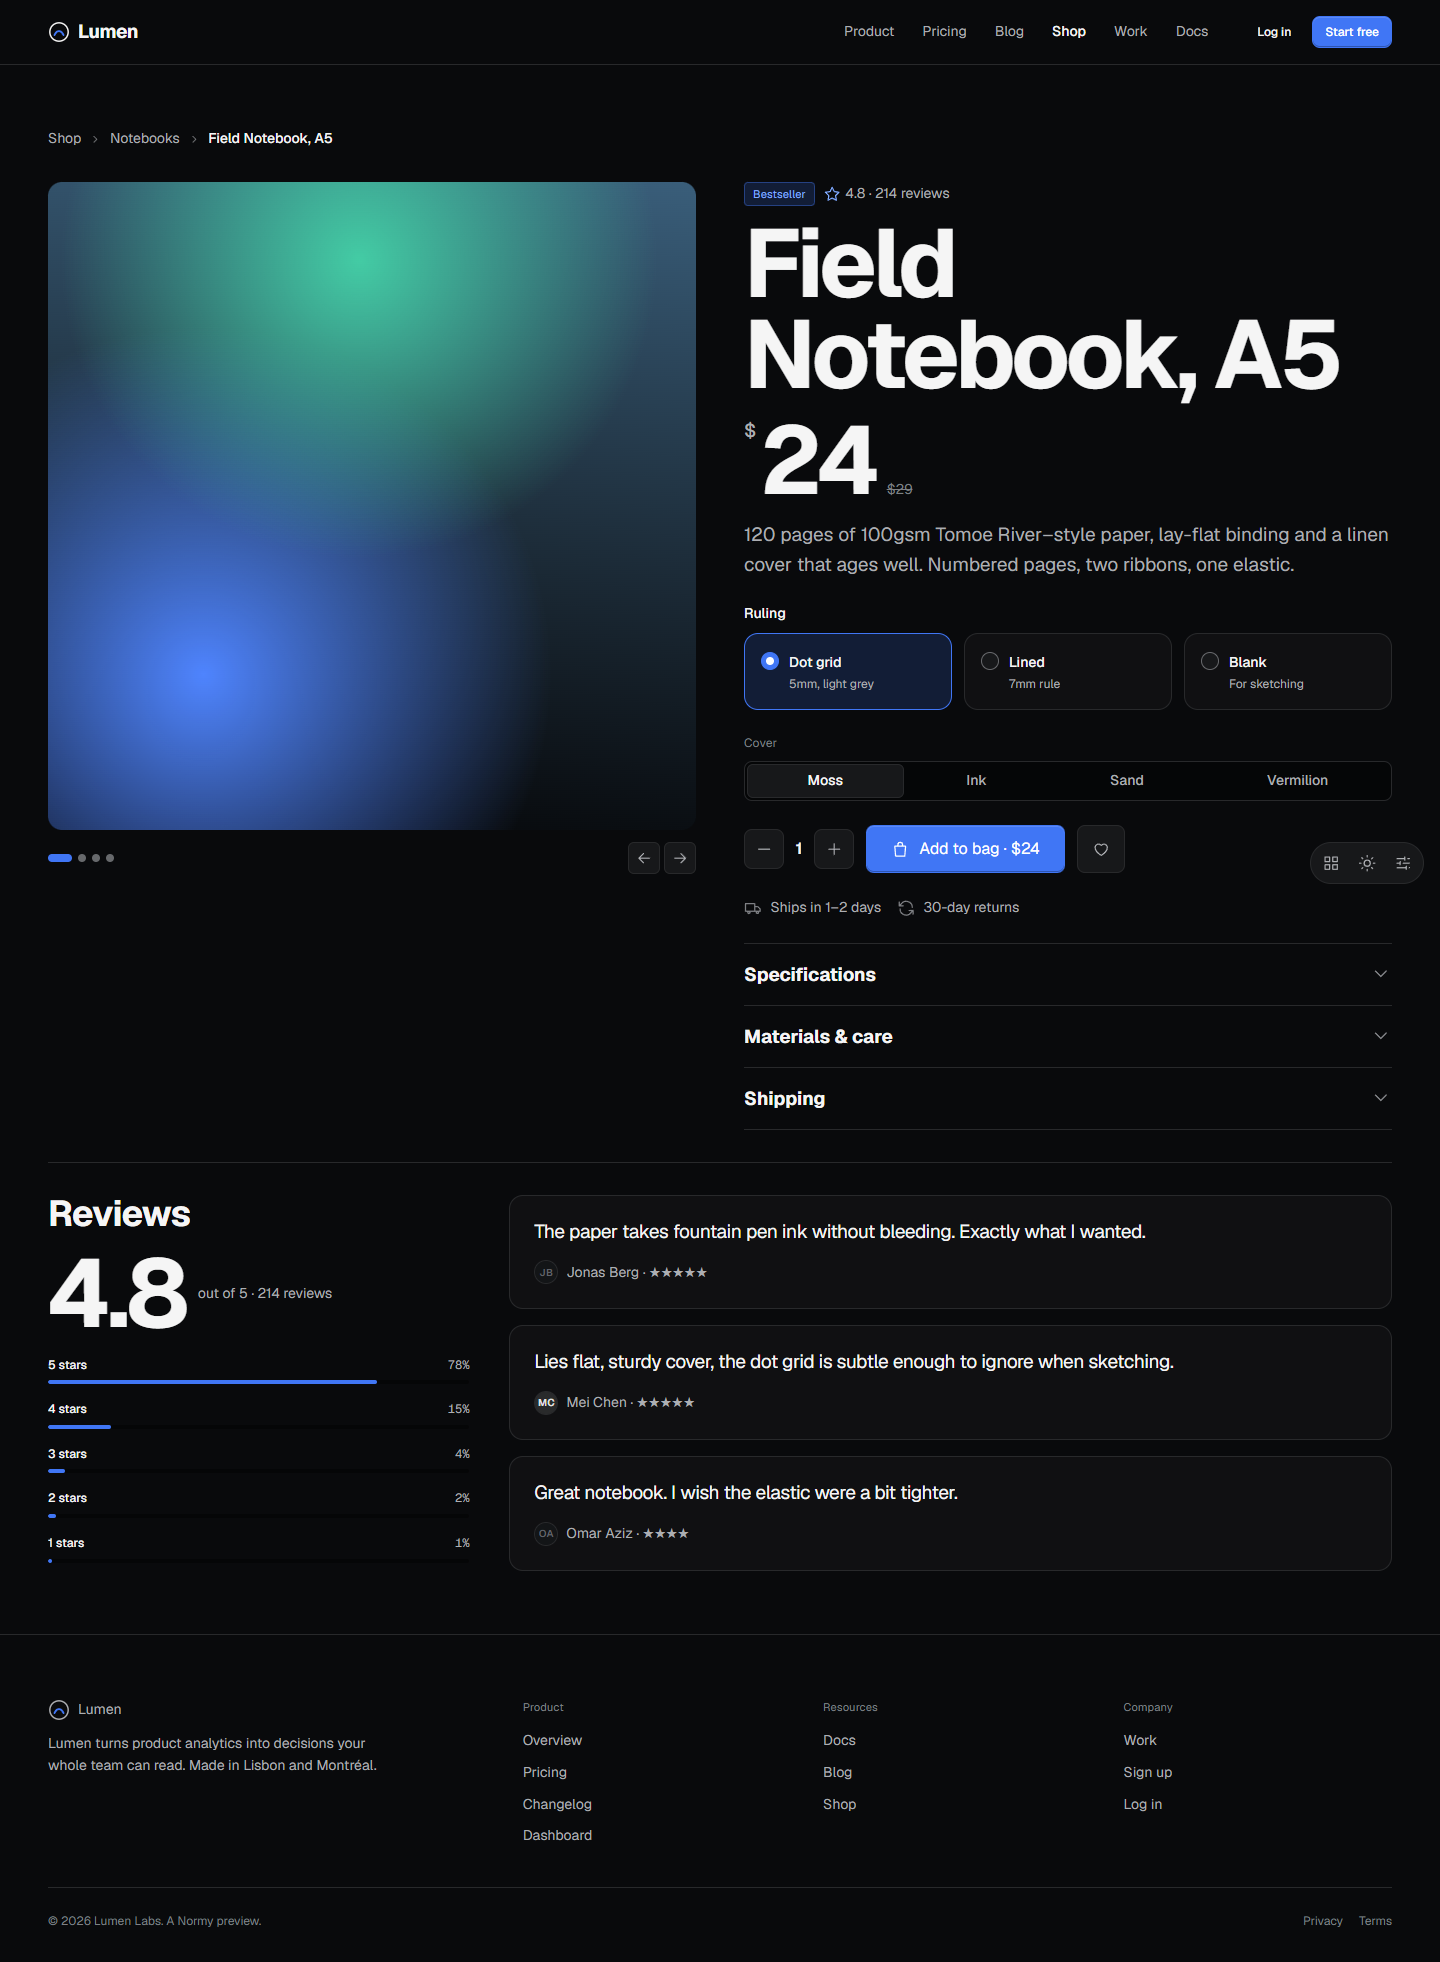 Lumen
Product Pricing Blog Shop Work Docs Log in Start free
Shop › Notebooks › Field Notebook, A5
Bestseller 4.8 · 214 reviews
Field
Notebook, A5
$24 $29
120 pages of 100gsm Tomoe River–style paper, lay-flat binding and a linen
cover that ages well. Numbered pages, two ribbons, one elastic.
Ruling
Dot grid
5mm, light grey
Lined
7mm rule
Blank
For sketching
Cover
Moss Ink Sand Vermilion
1 Add to bag · $24
Ships in 1–2 days 30-day returns
Specifications
Materials & care
Shipping
Reviews
4.8 out of 5 · 214 reviews
5 stars 78%
4 stars 15%
3 stars 4%
2 stars 2%
1 stars 1%
The paper takes fountain pen ink without bleeding. Exactly what I wanted.
JB Jonas Berg · ★★★★★
Lies flat, sturdy cover, the dot grid is subtle enough to ignore when sketching.
MC Mei Chen · ★★★★★
Great notebook. I wish the elastic were a bit tighter.
OA Omar Aziz · ★★★★
Lumen
Lumen turns product analytics into decisions your
whole team can read. Made in Lisbon and Montréal.
Product
Overview
Pricing
Changelog
Dashboard
Resources
Docs
Blog
Shop
Company
Work
Sign up
Log in
© 2026 Lumen Labs. A Normy preview.
Privacy Terms